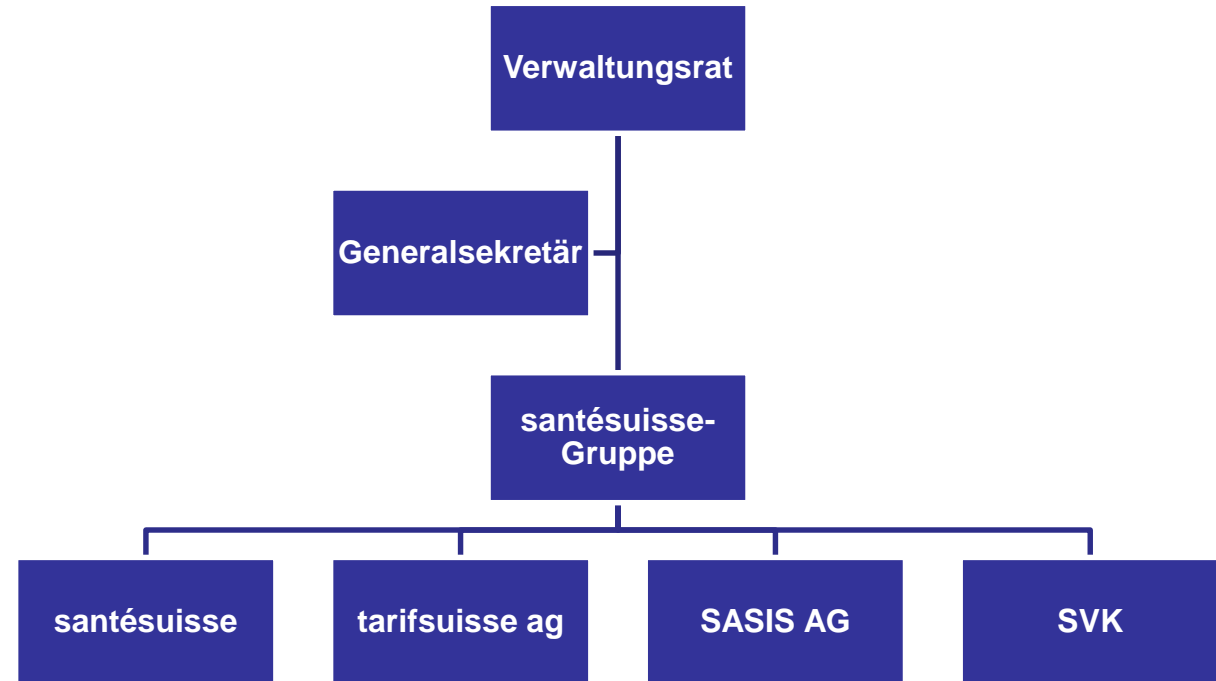 Verwaltungsrat
Generalsekretär
santésuisse-
Gruppe
santésuisse
tarifsuisse ag
SASIS AG
SVK